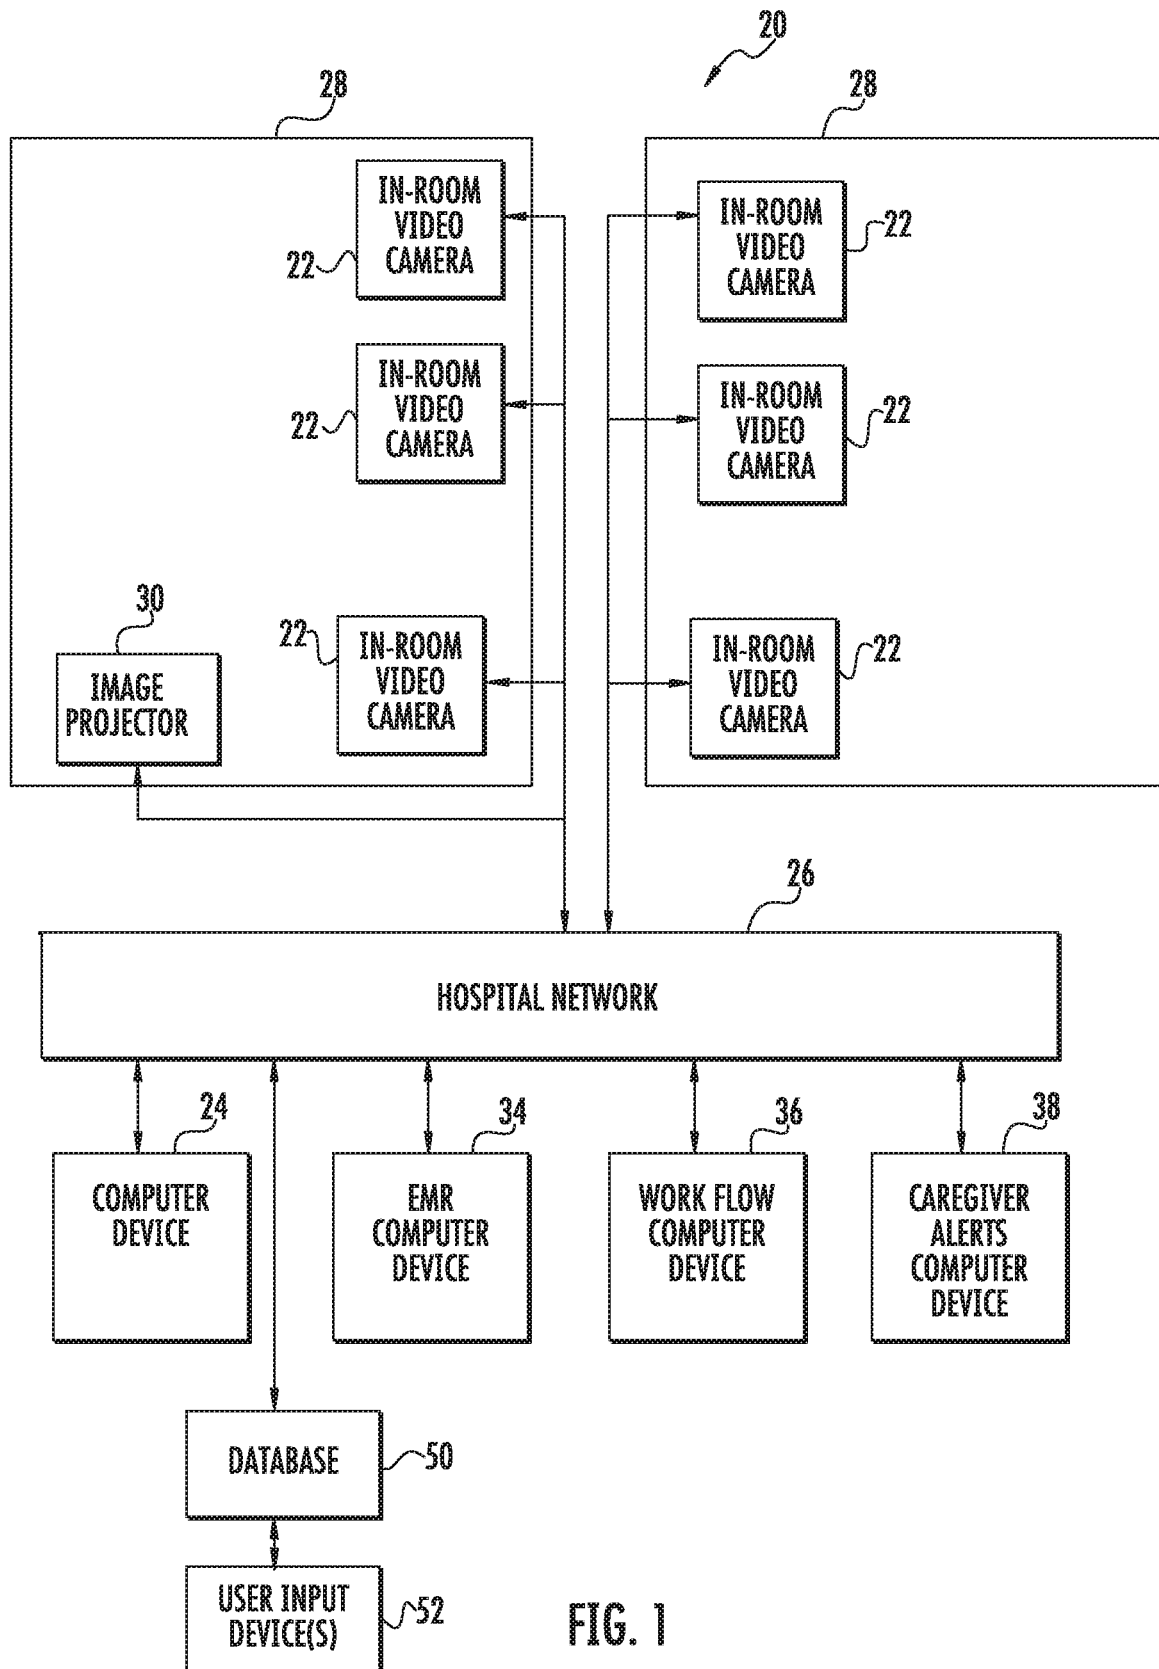 20
28
28
IN-ROOM
VIDEO
CAMERA
22
IN-ROOM
VIDEO
CAMERA
22
IN-ROOM
VIDEO
CAMERA
22
IN-ROOM
VIDEO
CAMERA
22
30
IMAGE
PROJECTOR
22
IN-ROOM
VIDEO
CAMERA
IN-ROOM
VIDEO
CAMERA
22
26
HOSPITAL NETWORK
24
34
36
38
COMPUTER
DEVICE
EMR
COMPUTER
DEVICE
WORK FLOW
COMPUTER
DEVICE
CAREGIVER
ALERTS
COMPUTER
DEVICE
DATABASE
50
USER INPUT
DEVICE(S)
52
FIG. 1